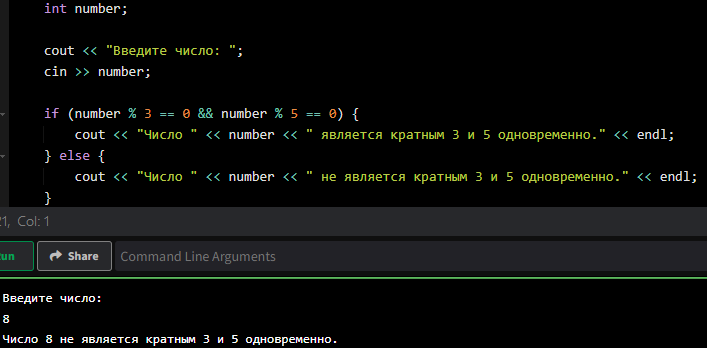 int number;
cout << "Введите число: ";
cin >> number;
if (number % 3 == 0 && number % 5 == 0) {
cout << "Число " << number << " является кратным 3 и 5 одновременно." << endl;
} else {
cout << "Число " << number << " не является кратным 3 и 5 одновременно." << endl;
}
21, Col: 1
un Share Command Line Arguments
Введите число:
8
Число 8 не является кратным 3 и 5 одновременно.